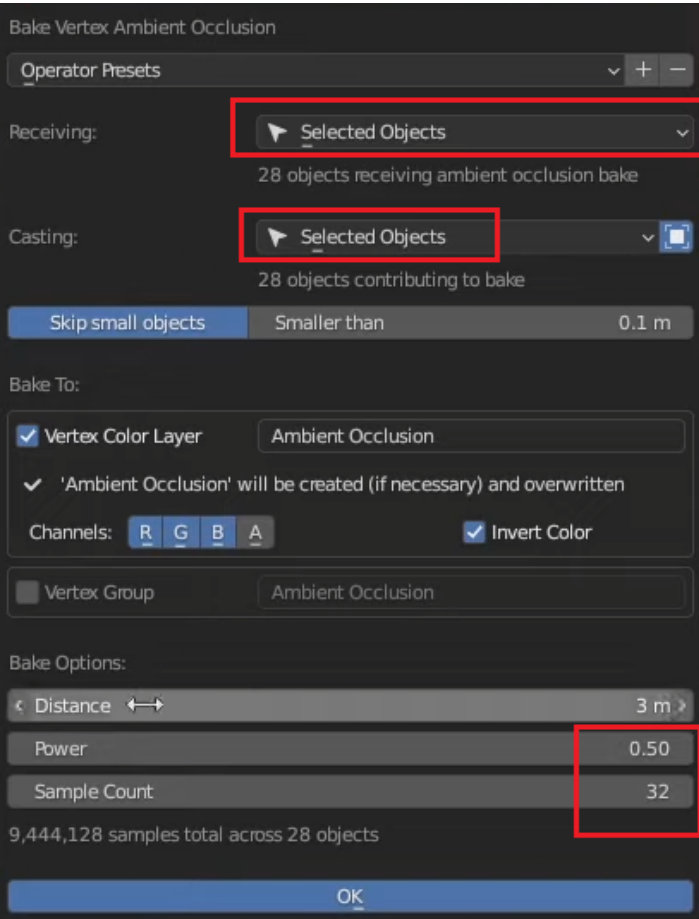 Bake Vertex Ambient Occlusion
Operator Presets
Receiving: Selected Objects
28 objects receiving ambient occlusion bake
Casting: Selected Objects
28 objects contributing to bake
Skip small objects Smaller than 0.1 m
Bake To:
Vertex Color Layer Ambient Occlusion
'Ambient Occlusion' will be created (if necessary) and overwritten
Channels: R G B A Invert Color
Vertex Group Ambient Occlusion
Bake Options:
Distance 3 m
Power 0.50
Sample Count 32
9,444,128 samples total across 28 objects
OK